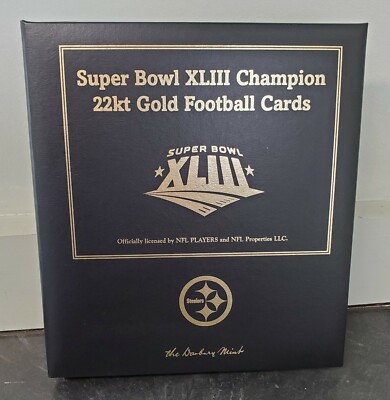 Super Bowl XLIII Champion
22kt Gold Football Cards
SUPER BOWL
XLIII
Officially licensed by NFL PLAYERS and NFL Properties LLC.
Steelers
The Danbury Mint